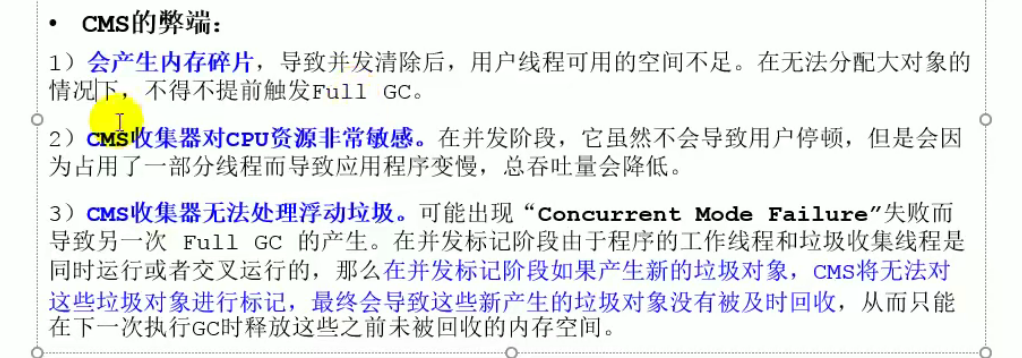 • CMS的弊端：
1）会产生内存碎片，导致并发清除后，用户线程可用的空间不足。在无法分配大对象的
情况下，不得不提前触发Full GC。
2）CMS收集器对CPU资源非常敏感。在并发阶段，它虽然不会导致用户停顿，但是会因
为占用了一部分线程而导致应用程序变慢，总吞吐量会降低。
3）CMS收集器无法处理浮动垃圾。可能出现“Concurrent Mode Failure”失败而
导致另一次 Full GC 的产生。在并发标记阶段由于程序的工作线程和垃圾收集线程是
同时运行或者交叉运行的，那么在并发标记阶段如果产生新的垃圾对象，CMS将无法对
这些垃圾对象进行标记，最终会导致这些新产生的垃圾对象没有被及时回收，从而只能
在下一次执行GC时释放这些之前未被回收的内存空间。